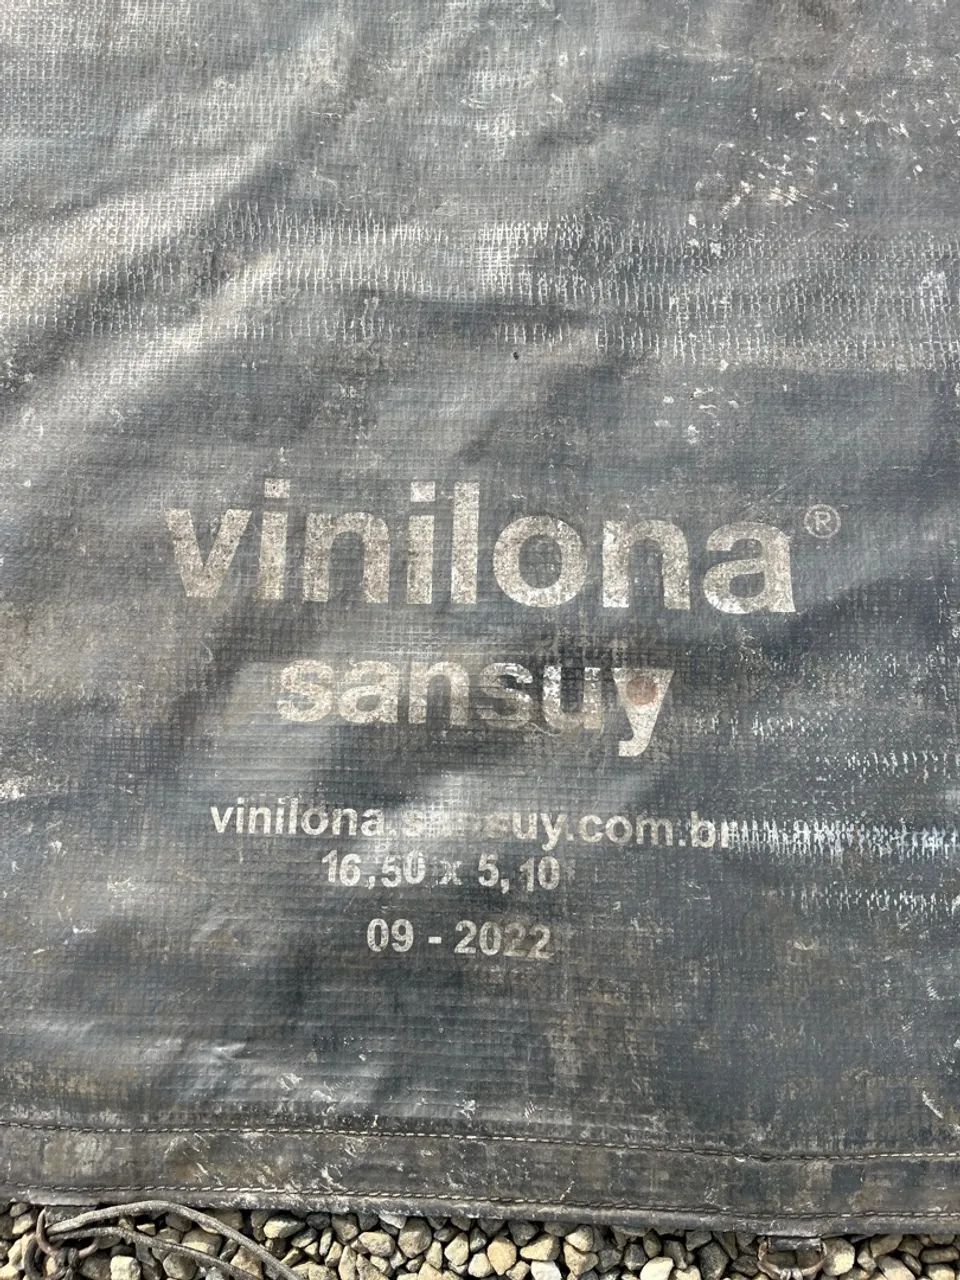 vinilona®
sansuy
vinilona.sansuy.com.br
16,50 x 5,10
09 - 2022